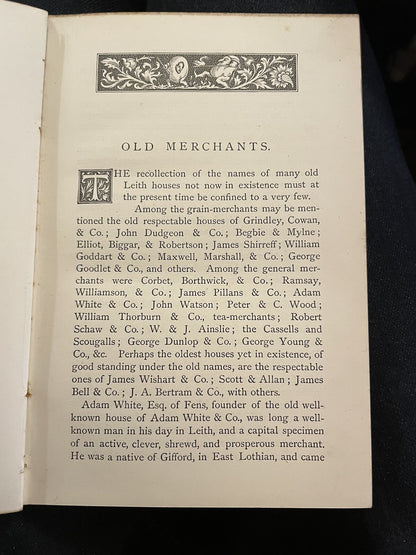 OLD MERCHANTS.
THE recollection of the names of many old
Leith houses not now in existence must at
the present time be confined to a very few.
Among the grain-merchants may be men-
tioned the old respectable houses of Grindley, Cowan,
& Co.; John Dudgeon & Co.; Begbie & Mylne;
Elliot, Biggar, & Robertson; James Shirreff; William
Goddart & Co.; Maxwell, Marshall, & Co.; George
Goodlet & Co., and others. Among the general mer-
chants were Corbet, Borthwick, & Co.; Ramsay,
Williamson, & Co.; James Pillans & Co.; Adam
White & Co.; John Watson; Peter & C. Wood;
William Thorburn & Co., tea-merchants; Robert
Schaw & Co.; W. & J. Ainslie; the Cassells and
Scougalls; George Dunlop & Co.; George Young
& Co., &c. Perhaps the oldest houses yet in existence, of
good standing under the old names, are the respectable
ones of James Wishart & Co.; Scott & Allan; James
Bell & Co.; J. A. Bertram & Co., with others.
Adam White, Esq. of Fens, founder of the old well-
known house of Adam White & Co., was long a well-
known man in his day in Leith, and a capital specimen
of an active, clever, shrewd, and prosperous merchant.
He was a native of Gifford, in East Lothian, and came